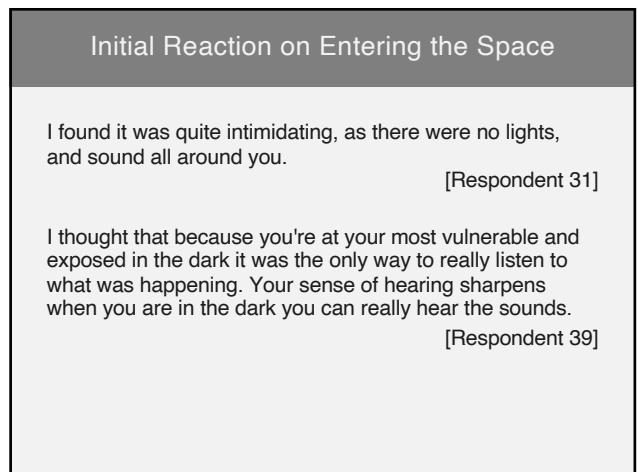 Initial Reaction on Entering the Space
I found it was quite intimidating, as there were no lights,
and sound all around you.
[Respondent 31]
I thought that because you're at your most vulnerable and
exposed in the dark it was the only way to really listen to
what was happening. Your sense of hearing sharpens
when you are in the dark you can really hear the sounds.
[Respondent 39]